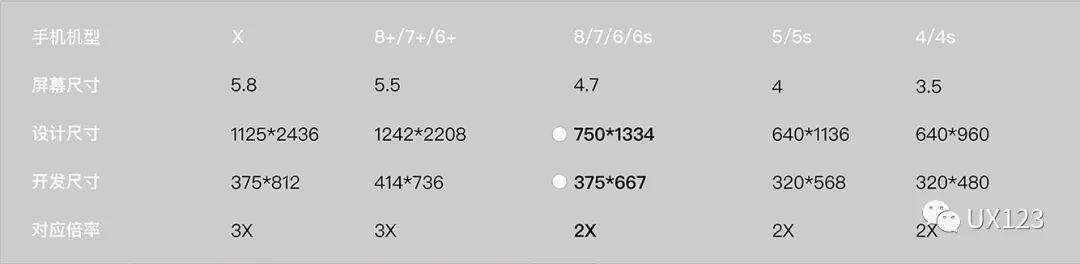 手机机型 X 8+/7+/6+ 8/7/6/6s 5/5s 4/4s
屏幕尺寸 5.8 5.5 4.7 4 3.5
设计尺寸 1125*2436 1242*2208 750*1334 640*1136 640*960
开发尺寸 375*812 414*736 375*667 320*568 320*480
对应倍率 3X 3X 2X 2X 2X
UX123